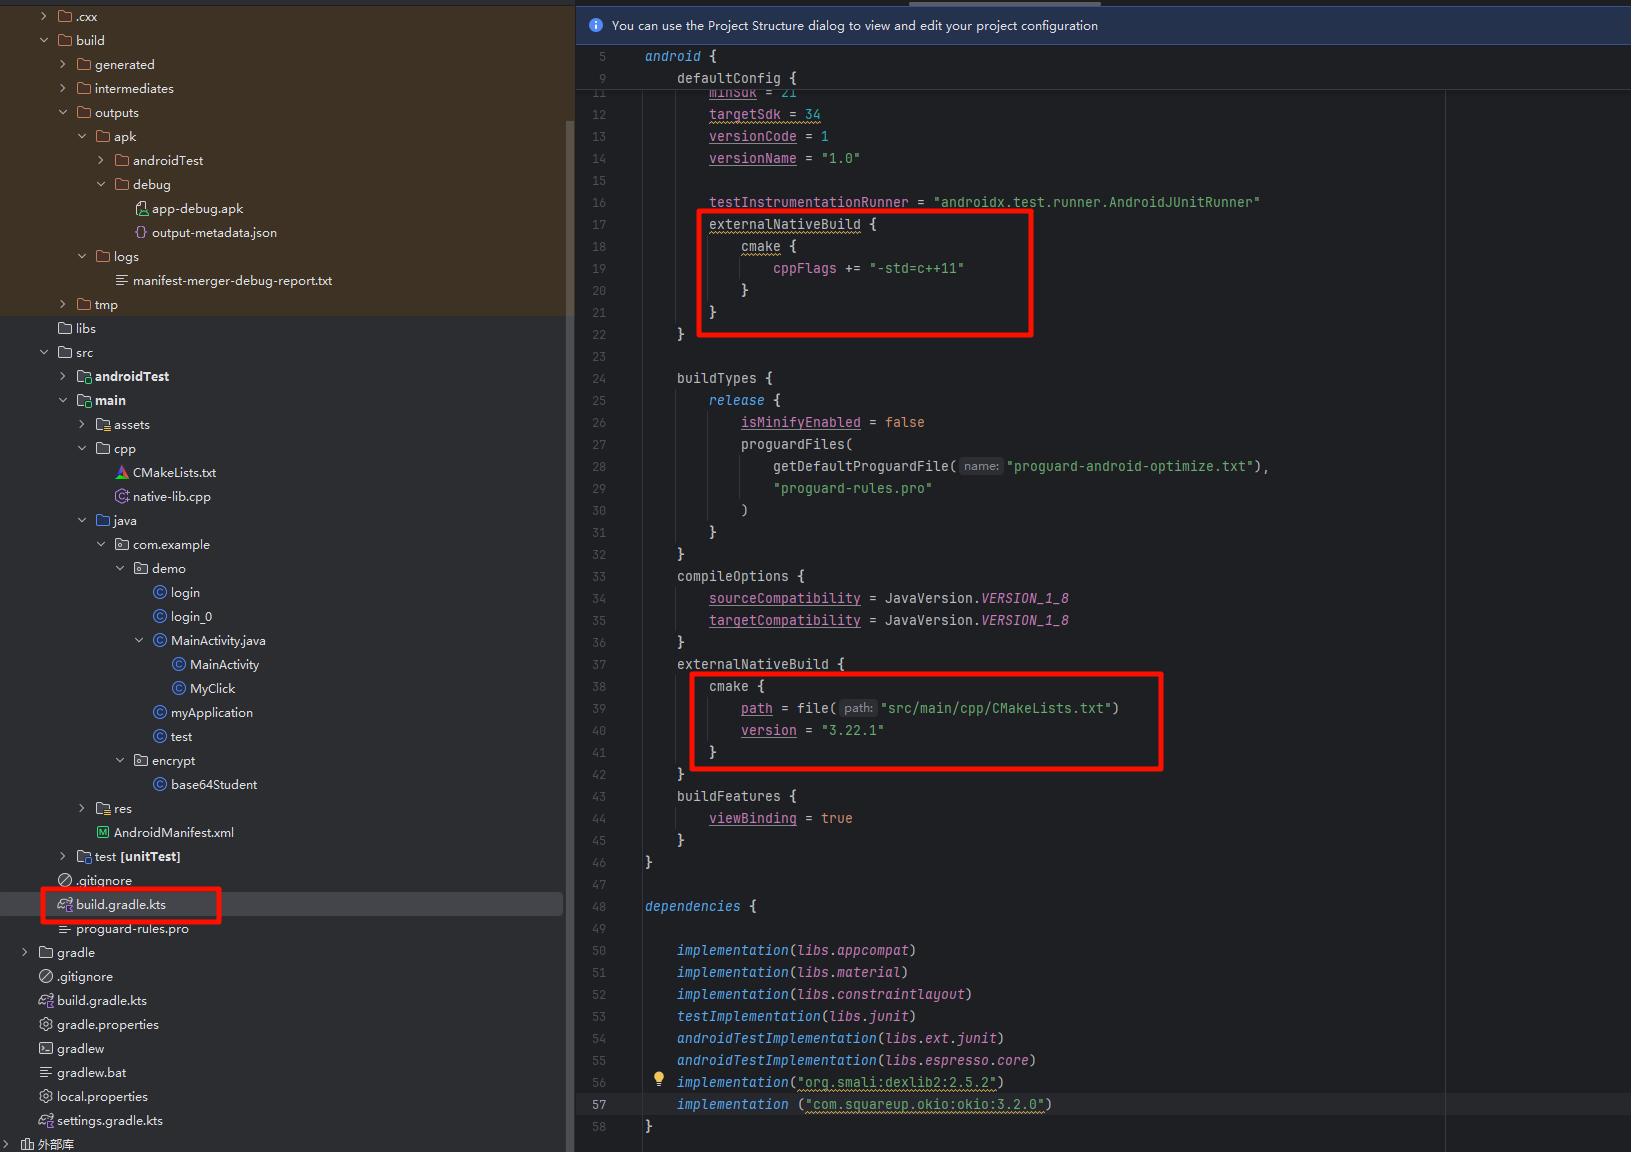 .cxx
build
generated
intermediates
outputs
apk
androidTest
debug
app-debug.apk
output-metadata.json
logs
manifest-merger-debug-report.txt
tmp
libs
src
androidTest
main
assets
cpp
CMakeLists.txt
native-lib.cpp
java
com.example
demo
login
login_0
MainActivity.java
MainActivity
MyClick
myApplication
test
encrypt
base64Student
res
AndroidManifest.xml
test [unitTest]
.gitignore
build.gradle.kts
proguard-rules.pro
gradle
.gitignore
build.gradle.kts
gradle.properties
gradlew
gradlew.bat
local.properties
settings.gradle.kts
外部库
You can use the Project Structure dialog to view and edit your project configuration
5 android {
9 defaultConfig {
11 minSdk = 21
12 targetSdk = 34
13 versionCode = 1
14 versionName = "1.0"
15
16 testInstrumentationRunner = "androidx.test.runner.AndroidJUnitRunner"
17 externalNativeBuild {
18 cmake {
19 cppFlags += "-std=c++11"
20 }
21 }
22 }
23
24 buildTypes {
25 release {
26 isMinifyEnabled = false
27 proguardFiles(
28 getDefaultProguardFile( name: "proguard-android-optimize.txt"),
29 "proguard-rules.pro"
30 )
31 }
32 }
33 compileOptions {
34 sourceCompatibility = JavaVersion.VERSION_1_8
35 targetCompatibility = JavaVersion.VERSION_1_8
36 }
37 externalNativeBuild {
38 cmake {
39 path = file( path: "src/main/cpp/CMakeLists.txt")
40 version = "3.22.1"
41 }
42 }
43 buildFeatures {
44 viewBinding = true
45 }
46 }
47
48 dependencies {
49
50 implementation(libs.appcompat)
51 implementation(libs.material)
52 implementation(libs.constraintlayout)
53 testImplementation(libs.junit)
54 androidTestImplementation(libs.ext.junit)
55 androidTestImplementation(libs.espresso.core)
56 implementation("org.smali:dexlib2:2.5.2")
57 implementation ("com.squareup.okio:okio:3.2.0")
58 }